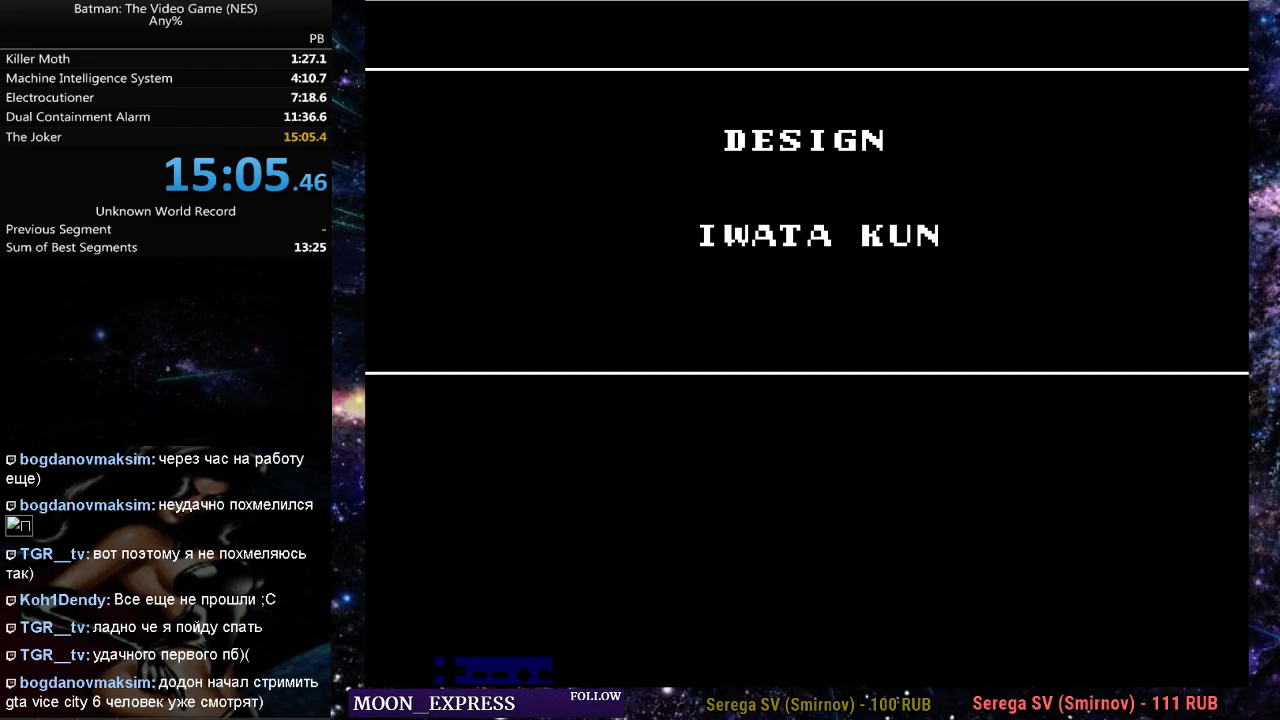 Batman: The Video Game (NES)
Any%
PB
Killer Moth 1:27.1
Machine Intelligence System 4:10.7
Electrocutioner 7:18.6
Dual Containment Alarm 11:36.6
The Joker 15:05.4
15:05.46
Unknown World Record
Previous Segment -
Sum of Best Segments 13:25
bogdanovmaksim: через час на работу
еще)
bogdanovmaksim: неудачно похмелился
П
TGR__tv: вот поэтому я не похмеляюсь
так)
Koh1Dendy: Все еще не прошли ;С
TGR__tv: ладно че я пойду спать
TGR__tv: удачного первого пб)(
bogdanovmaksim: додон начал стримить
gta vice city 6 человек уже смотрят)
DESIGN
IWATA KUN
MOON__EXPRESS
FOLLOW
Serega SV (Smirnov) - 100 RUB
Serega SV (Smirnov) - 111 RUB